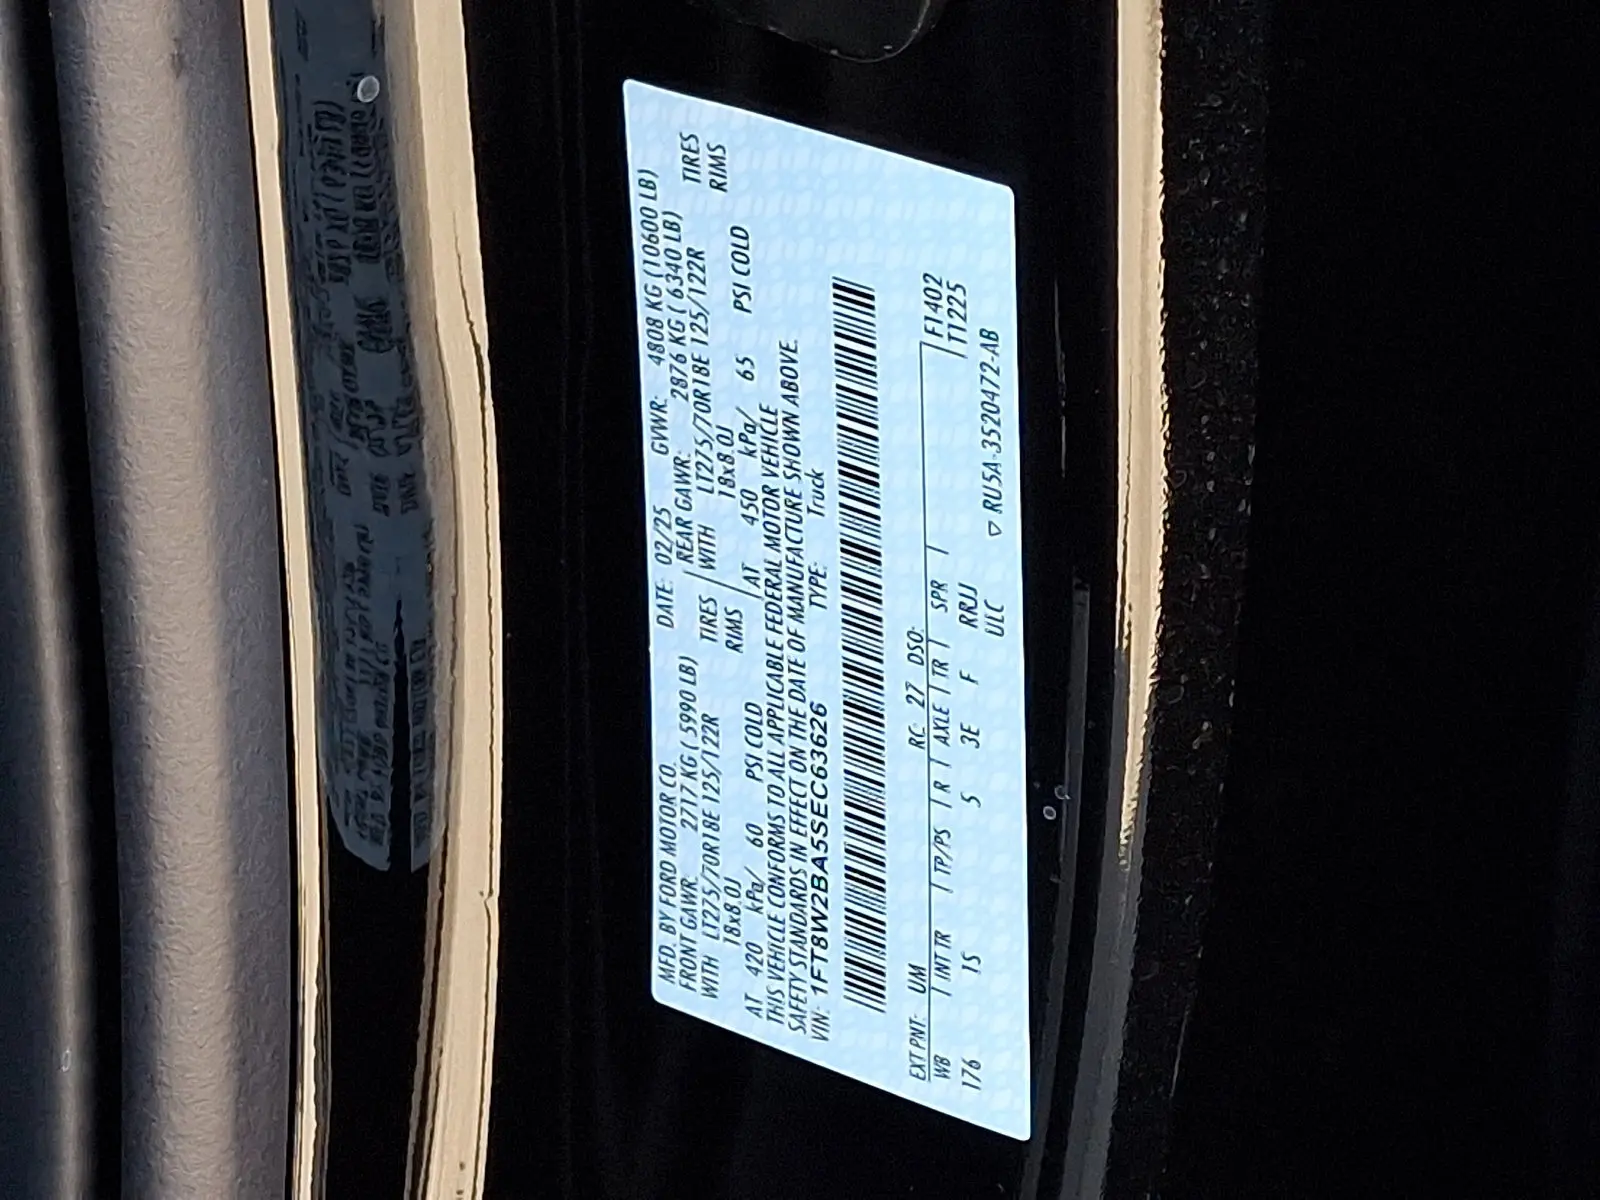 MFD. BY FORD MOTOR CO. DATE: 02/25 GVWR: 4808 KG (10600 LB)
FRONT GAWR: 2717 KG ( 5990 LB) REAR GAWR: 2876 KG ( 6340 LB)
WITH LT275/70R18E 125/122R TIRES WITH LT275/70R18E 125/122R TIRES
18x8.0J RIMS 18x8.0J RIMS
AT 420 kPa/ 60 PSI COLD AT 450 kPa/ 65 PSI COLD
THIS VEHICLE CONFORMS TO ALL APPLICABLE FEDERAL MOTOR VEHICLE
SAFETY STANDARDS IN EFFECT ON THE DATE OF MANUFACTURE SHOWN ABOVE.
VIN: 1FT8W2BA5SEC63626 TYPE: Truck
EXT PNT: UM RC: 27 DSO: F1402
WB INT TR TP/PS R AXLE TR SPR T1225
176 1S 5 3E F RRJJ
ULC ▽ RU5A-3520472-AB